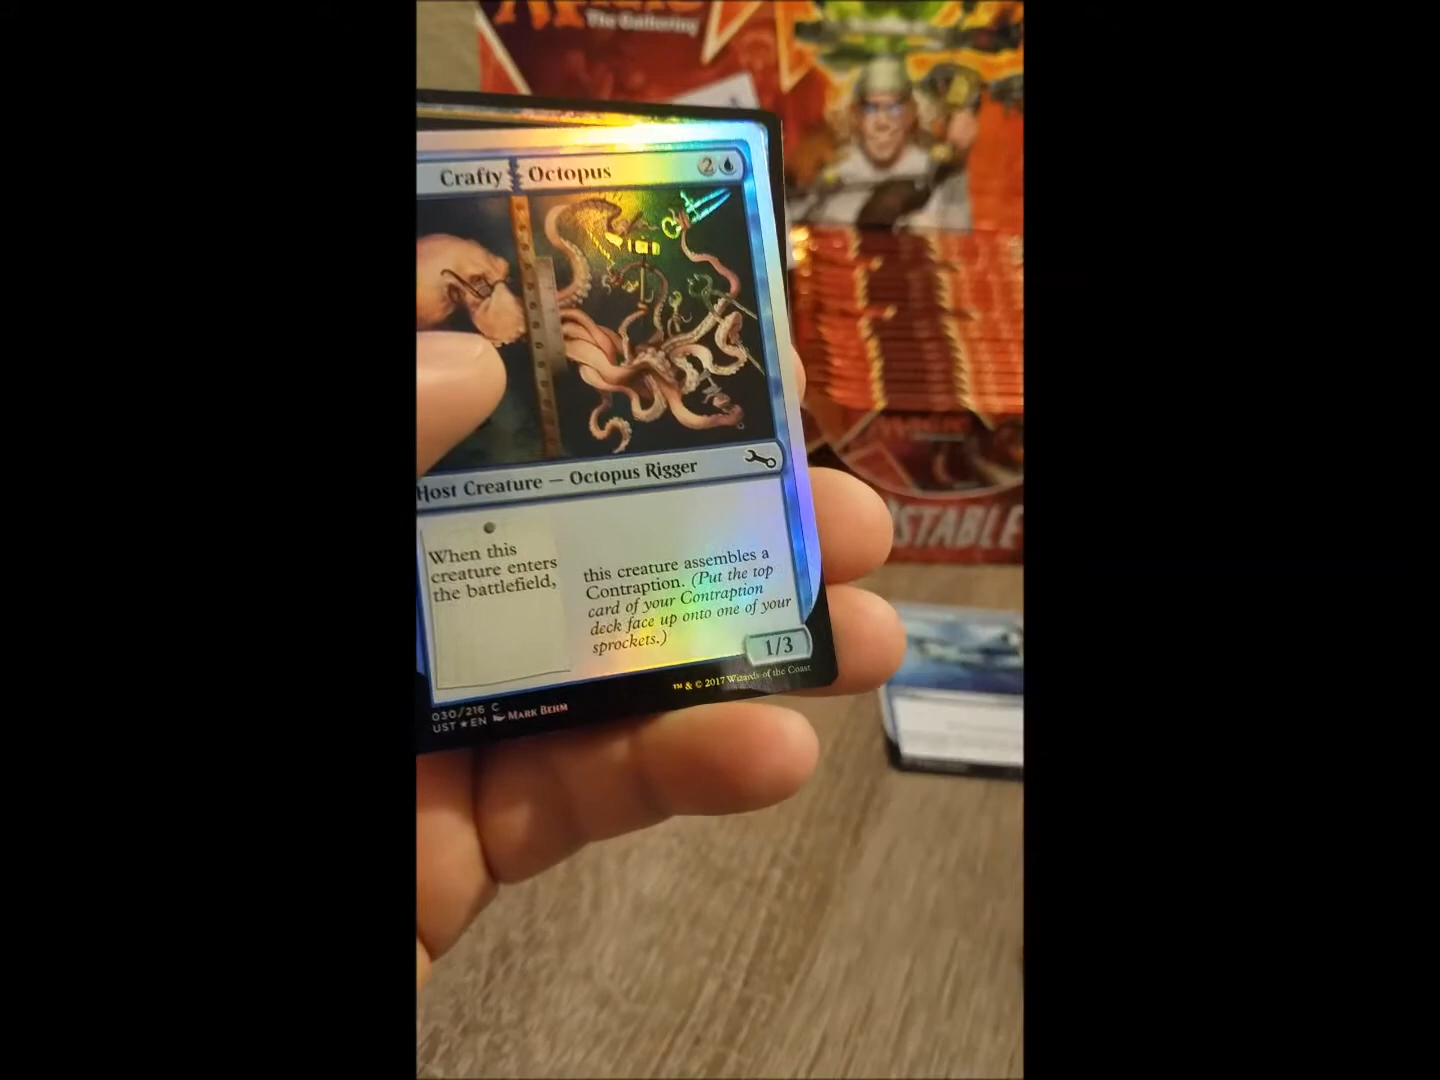 The Gathering
Crafty Octopus 2
Host Creature — Octopus Rigger
When this
creature enters
the battlefield,
this creature assembles a
Contraption. (Put the top
card of your Contraption
deck face up onto one of your
sprockets.)
1/3
™ & © 2017 Wizards of the Coast
030/216 C
UST ★ EN MARK BEHM
STABLE